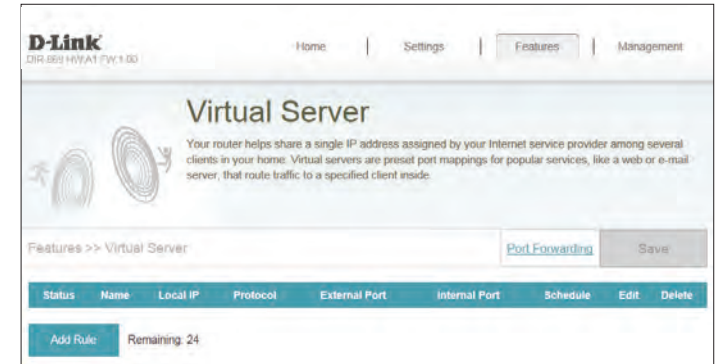 D-Link
DIR-869 HW:A1 FW:1.00
Home | Settings | Features | Management
Virtual Server
Your router helps share a single IP address assigned by your Internet service provider among several
clients in your home. Virtual servers are preset port mappings for popular services, like a web or e-mail
server, that route traffic to a specified client inside.
Features >> Virtual Server Port Forwarding Save
Status Name Local IP Protocol External Port Internal Port Schedule Edit Delete
Add Rule Remaining: 24